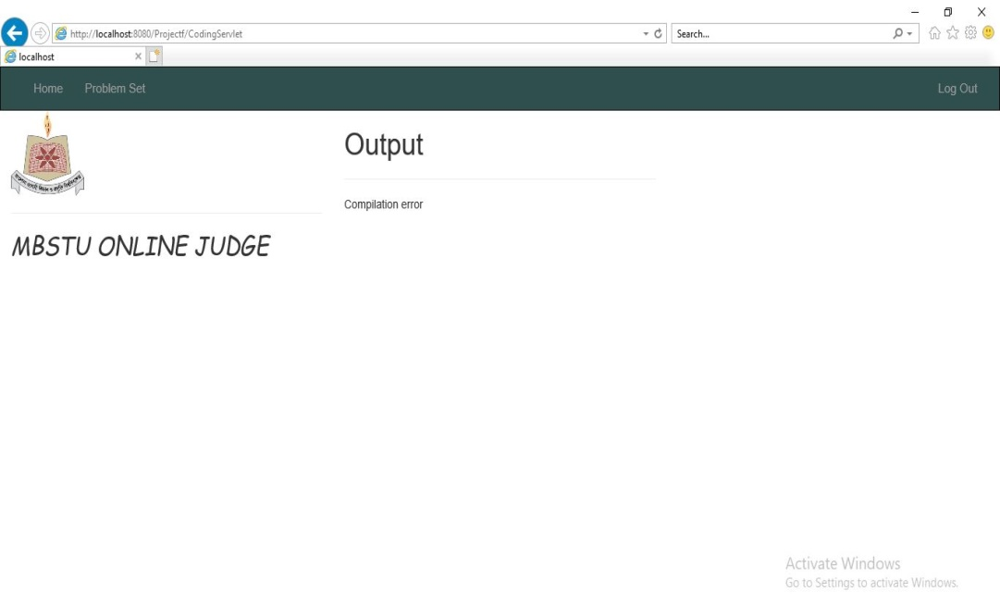 http://localhost:8080/Projectf/CodingServlet
Search...
localhost
Home Problem Set Log Out
Output
Compilation error
MBSTU ONLINE JUDGE
Activate Windows
Go to Settings to activate Windows.